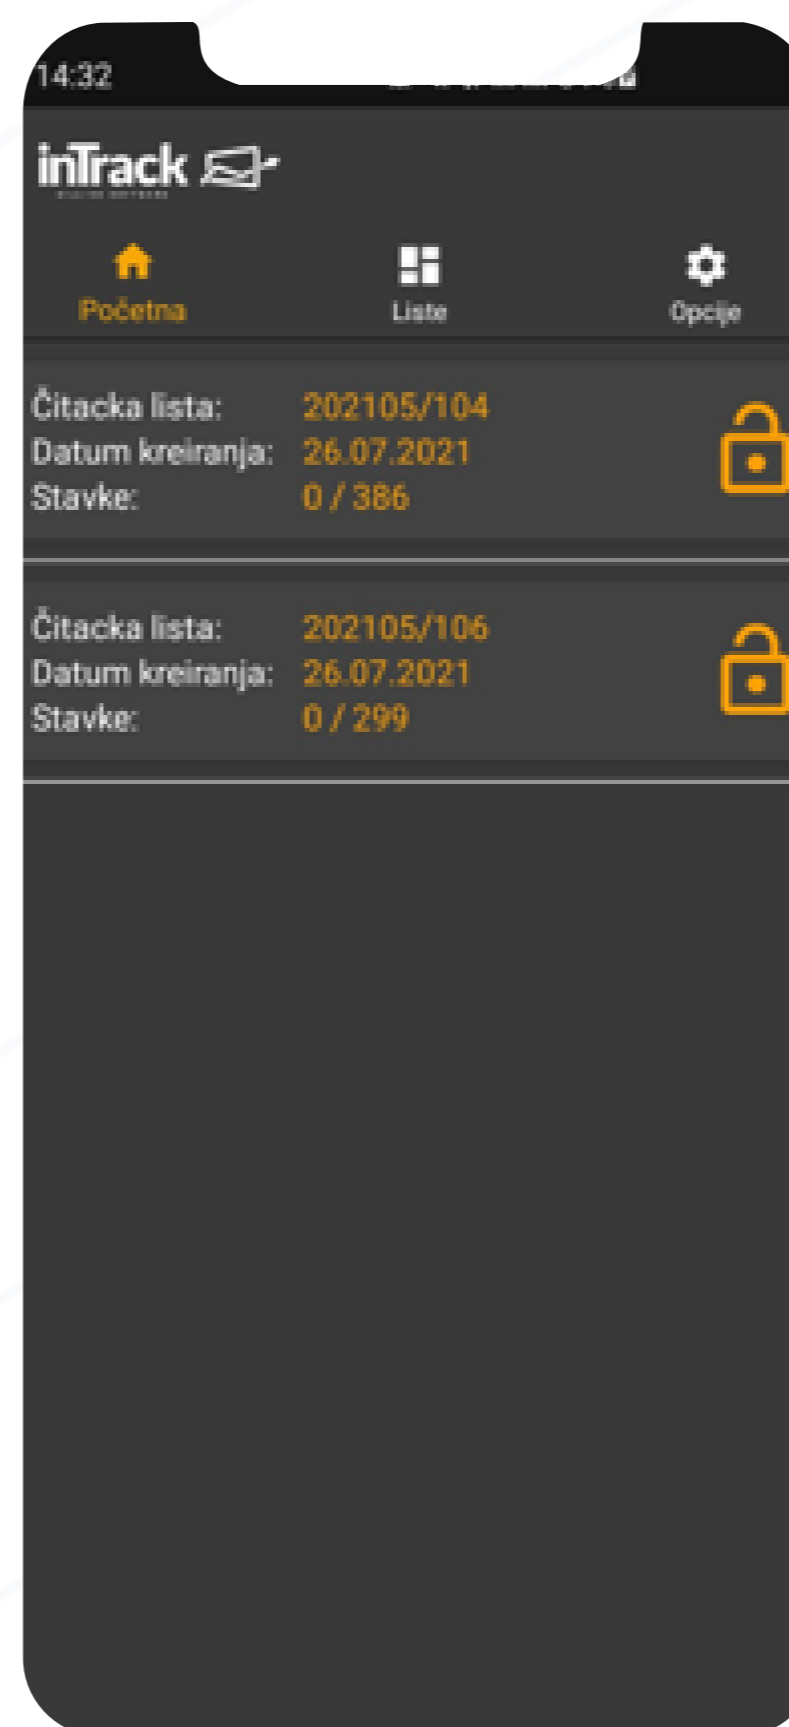 14:32
inTrack
Početna Liste Opcije
Čitacka lista: 202105/104
Datum kreiranja: 26.07.2021
Stavke: 0 / 386
Čitacka lista: 202105/106
Datum kreiranja: 26.07.2021
Stavke: 0 / 299